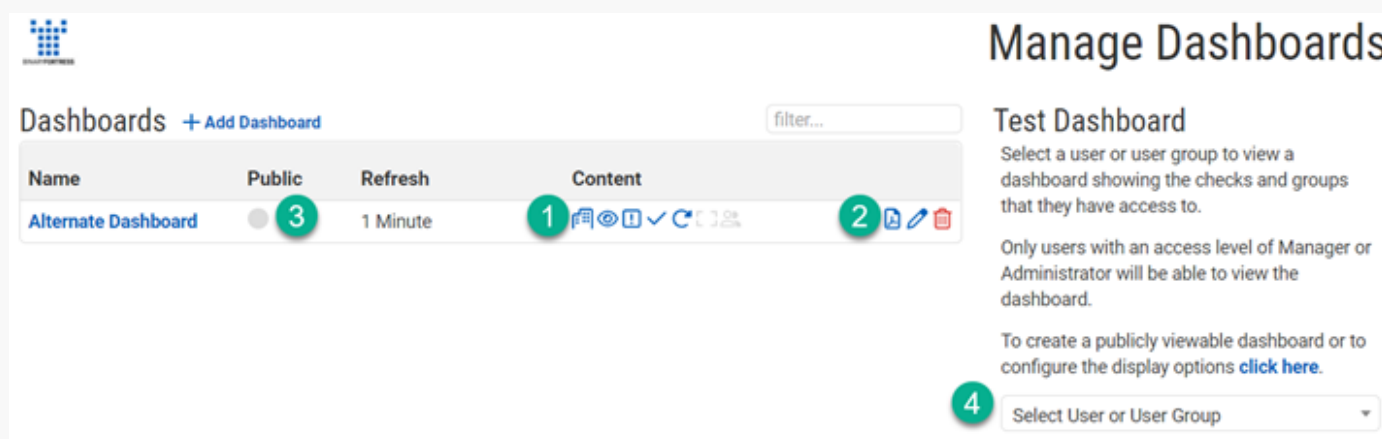 BINARYFORTRESS
Manage Dashboards
Dashboards + Add Dashboard
filter...
Name Public Refresh Content
Alternate Dashboard 3 1 Minute 1 2
Test Dashboard
Select a user or user group to view a
dashboard showing the checks and groups
that they have access to.
Only users with an access level of Manager or
Administrator will be able to view the
dashboard.
To create a publicly viewable dashboard or to
configure the display options click here.
4 Select User or User Group